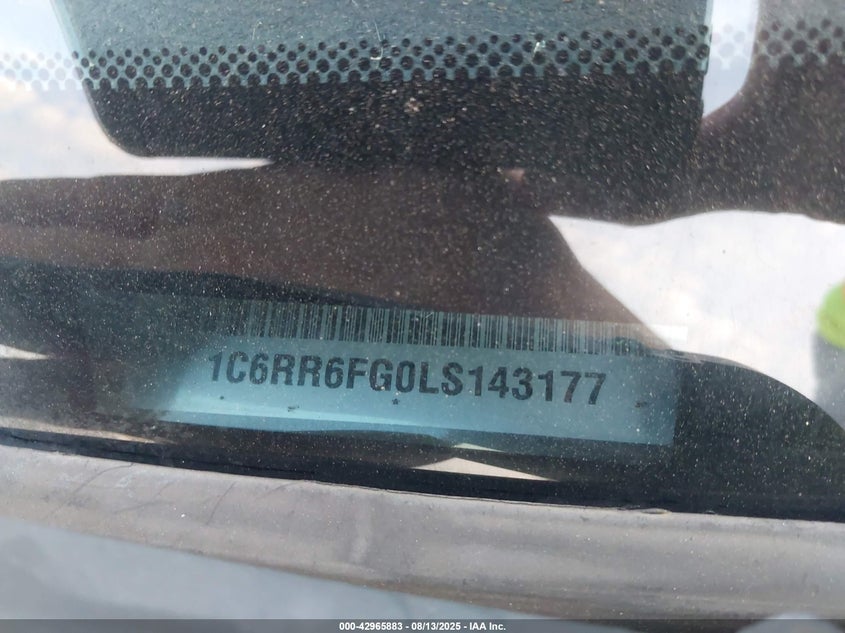 1C6RR6FG0LS143177
000-42965883 - 08/13/2025 - IAA Inc.